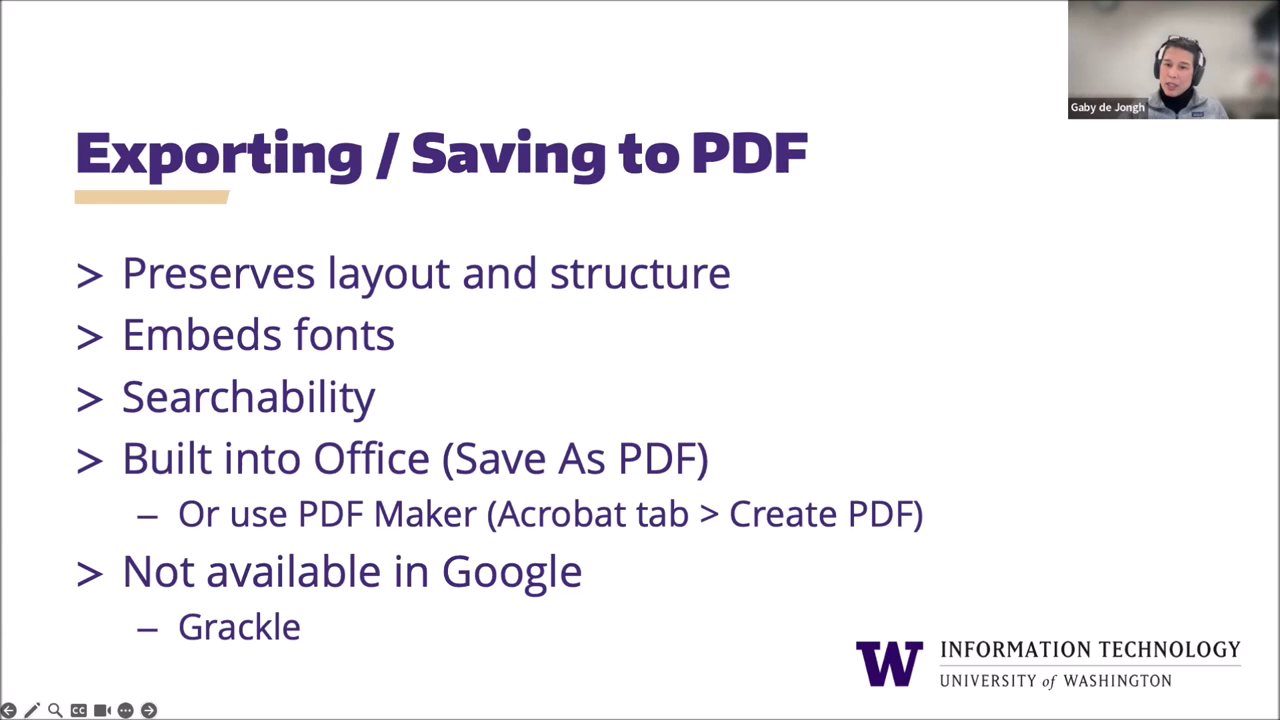 Gaby de Jongh
Exporting / Saving to PDF
> Preserves layout and structure
> Embeds fonts
> Searchability
> Built into Office (Save As PDF)
– Or use PDF Maker (Acrobat tab > Create PDF)
> Not available in Google
– Grackle
W INFORMATION TECHNOLOGY
UNIVERSITY of WASHINGTON
CC